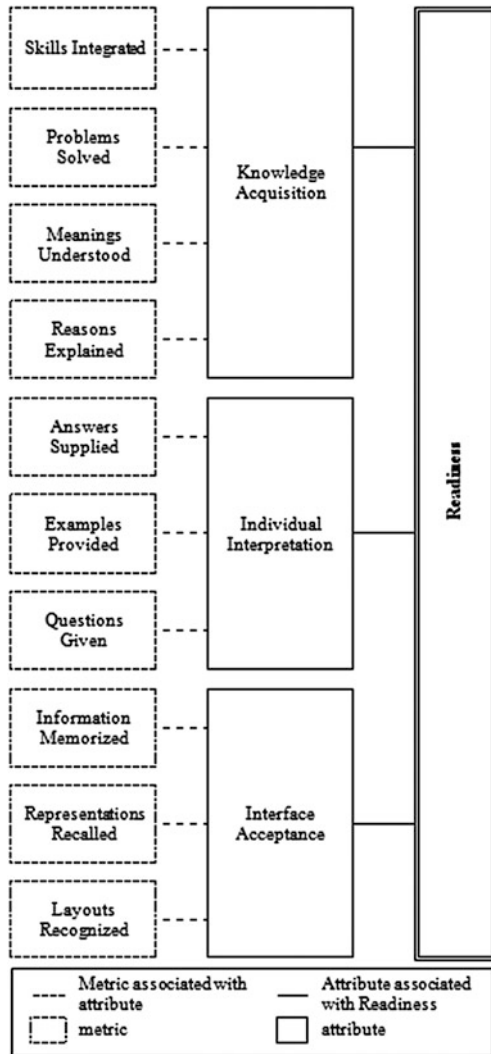 Skills Integrated
Problems
Solved
Meanings
Understood
Reasons
Explained
Knowledge
Acquisition
Answers
Supplied
Examples
Provided
Questions
Given
Individual
Interpretation
Information
Memorized
Representations
Recalled
Layouts
Recognized
Interface
Acceptance
Readiness
Metric associated with
attribute
metric
Attribute associated
with Readiness
attribute